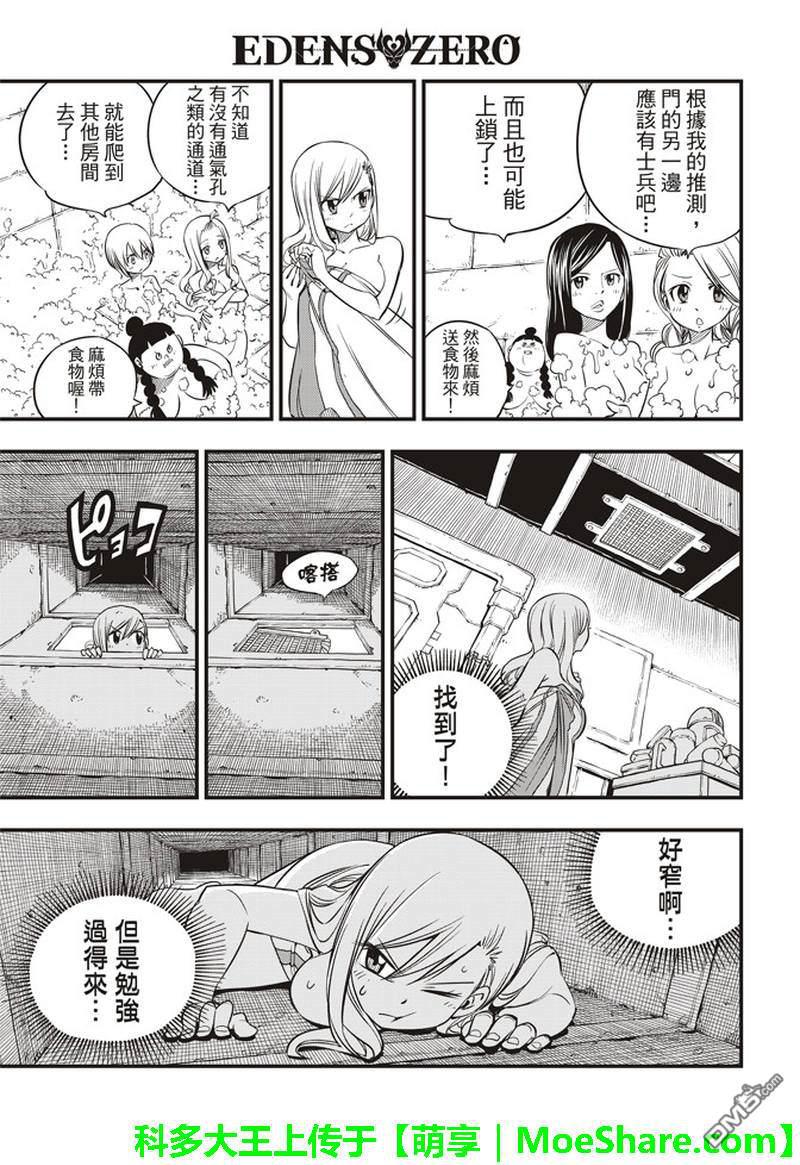 EDENS ZERO
根據我的推測，
門的另一邊
應該有士兵吧…
而且也可能
上鎖了…
然後麻煩
送食物來！
不知道
有沒有通氣孔
之類的通道…
就能爬到
其他房間
去了…
麻煩帶
食物喔！
找到了！
喀搭
ピョコ
好窄啊…
但是勉強
過得來…
DM5.com
科多大王上传于【萌享 | MoeShare.com】